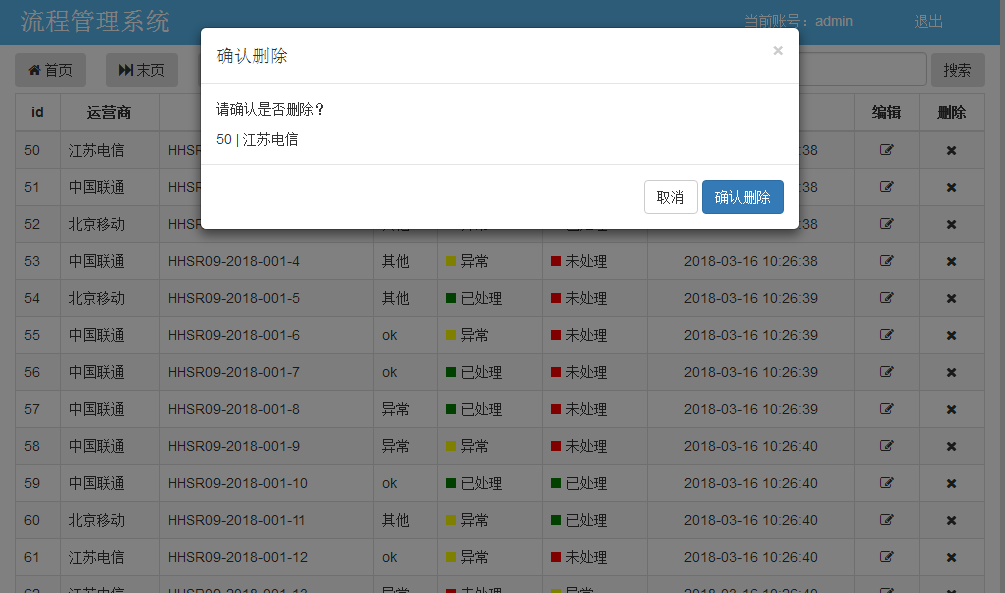 流程管理系统 当前账号：admin 退出
首页 末页 搜索
确认删除 ×
请确认是否删除？
50 | 江苏电信
取消 确认删除
id 运营商 编辑 删除
50 江苏电信 HHSR :38
51 中国联通 HHSR :38
52 北京移动 HHSR :38
53 中国联通 HHSR09-2018-001-4 其他 异常 未处理 2018-03-16 10:26:38
54 北京移动 HHSR09-2018-001-5 其他 已处理 未处理 2018-03-16 10:26:39
55 中国联通 HHSR09-2018-001-6 ok 异常 未处理 2018-03-16 10:26:39
56 中国联通 HHSR09-2018-001-7 ok 已处理 未处理 2018-03-16 10:26:39
57 中国联通 HHSR09-2018-001-8 异常 已处理 未处理 2018-03-16 10:26:39
58 中国联通 HHSR09-2018-001-9 异常 异常 未处理 2018-03-16 10:26:40
59 中国联通 HHSR09-2018-001-10 ok 已处理 已处理 2018-03-16 10:26:40
60 北京移动 HHSR09-2018-001-11 其他 异常 已处理 2018-03-16 10:26:40
61 江苏电信 HHSR09-2018-001-12 ok 异常 未处理 2018-03-16 10:26:40
62 江苏电信 HHSR09-2018-001-13 异常 未处理 异常 2018-03-16 10:26:40